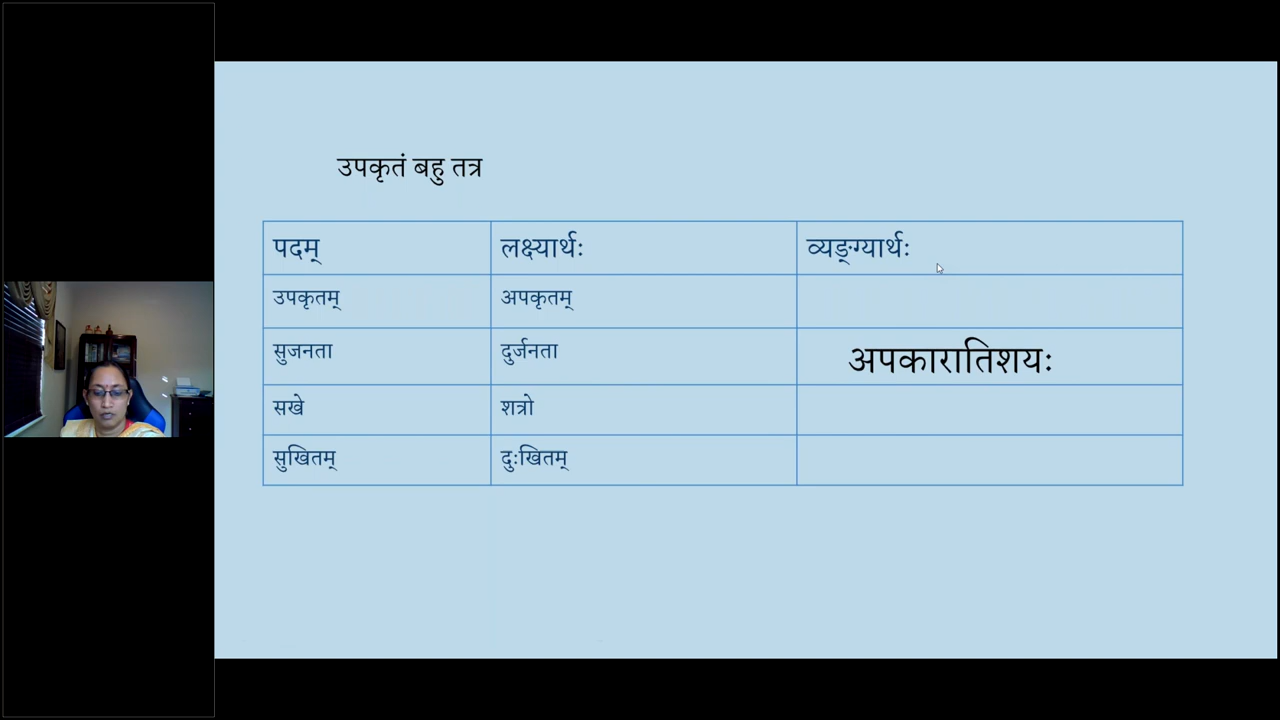 उपकृतं बहु तत्र
पदम् लक्ष्यार्थः व्यङ्ग्यार्थः
उपकृतम् अपकृतम्
सुजनता दुर्जनता अपकारातिशयः
सखे शत्रो
सुखितम् दुःखितम्